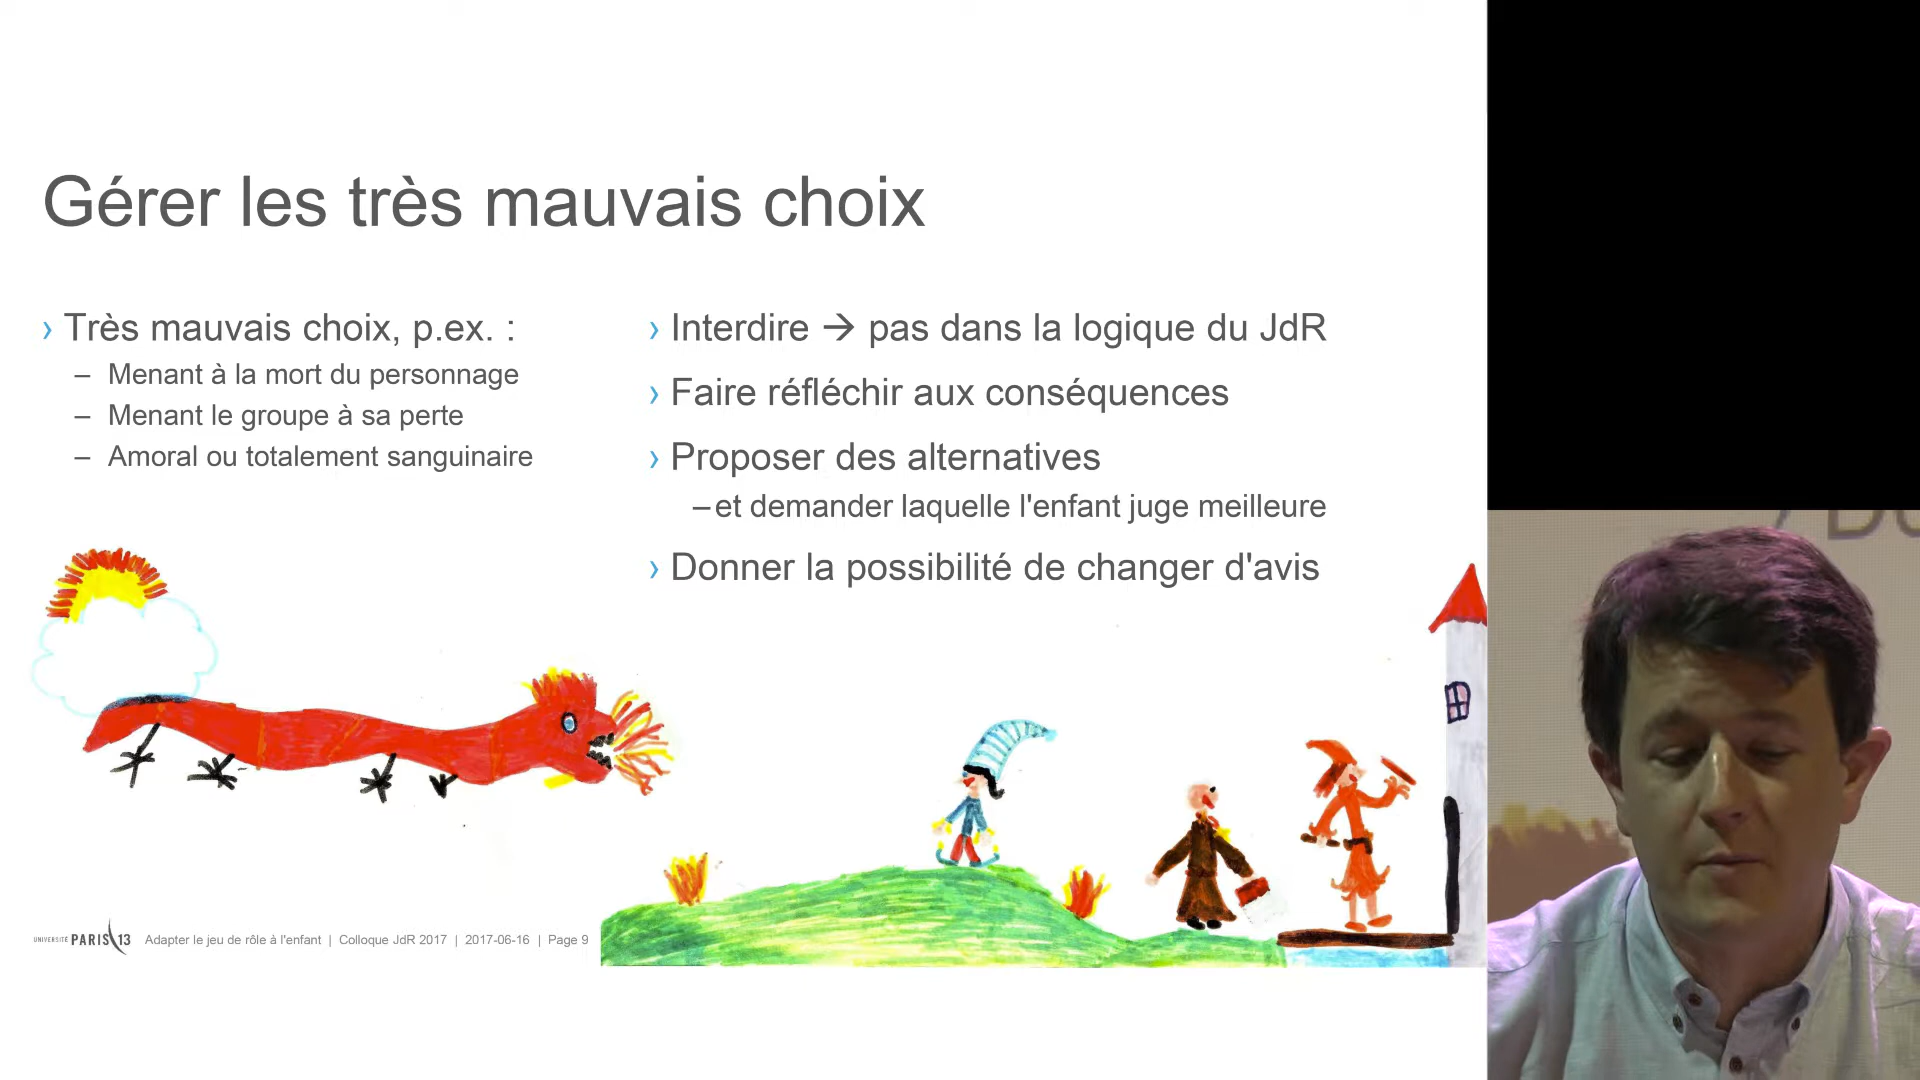 Gérer les très mauvais choix
› Très mauvais choix, p.ex. :
– Menant à la mort du personnage
– Menant le groupe à sa perte
– Amoral ou totalement sanguinaire
› Interdire → pas dans la logique du JdR
› Faire réfléchir aux conséquences
› Proposer des alternatives
– et demander laquelle l'enfant juge meilleure
› Donner la possibilité de changer d'avis
UNIVERSITÉ PARIS 13 Adapter le jeu de rôle à l'enfant | Colloque JdR 2017 | 2017-06-16 | Page 9